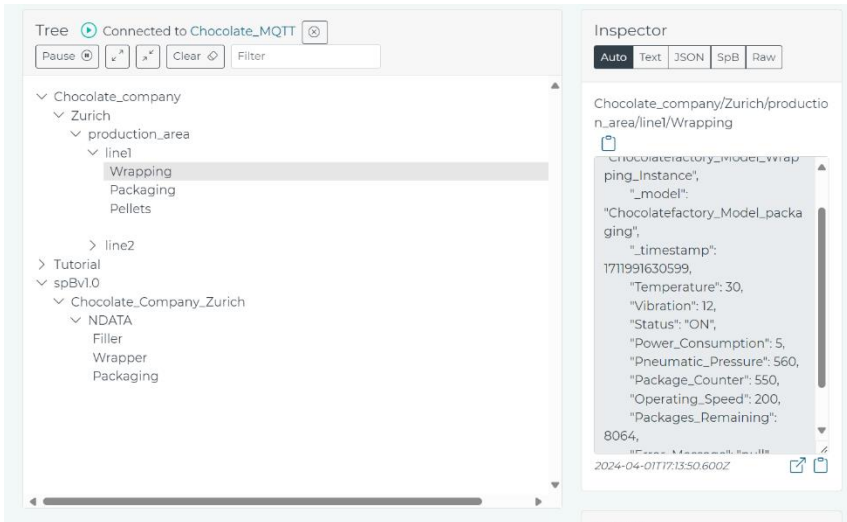 Tree Connected to Chocolate_MQTT
Pause Clear Filter
Chocolate_company
Zurich
production_area
line1
Wrapping
Packaging
Pellets
line2
Tutorial
spBv1.0
Chocolate_Company_Zurich
NDATA
Filler
Wrapper
Packaging
Inspector
Auto Text JSON SpB Raw
Chocolate_company/Zurich/productio
n_area/line1/Wrapping
"Chocolatefactory_Model_Wrap
ping_Instance",
"_model":
"Chocolatefactory_Model_packa
ging",
"_timestamp":
1711991630599,
"Temperature": 30,
"Vibration": 12,
"Status": "ON",
"Power_Consumption": 5,
"Pneumatic_Pressure": 560,
"Package_Counter": 550,
"Operating_Speed": 200,
"Packages_Remaining":
8064,
"Error_Message": "null"
2024-04-01T17:13:50.600Z